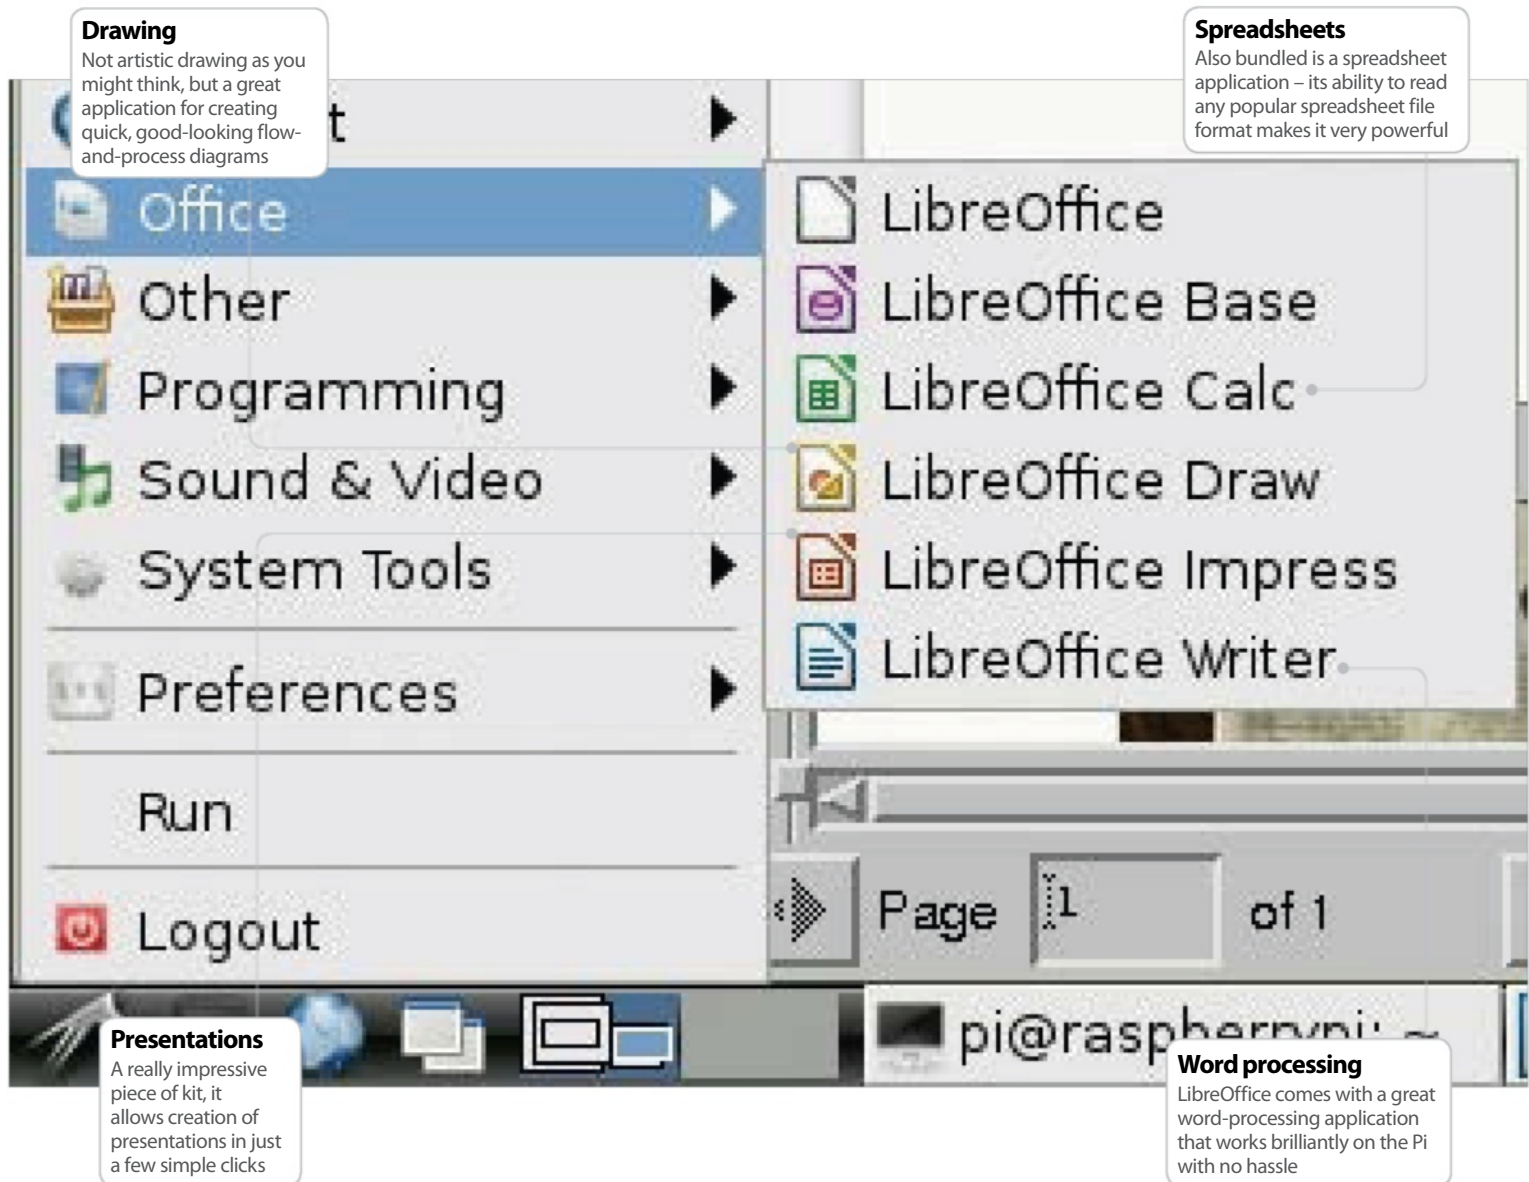 Drawing
Not artistic drawing as you
might think, but a great
application for creating
quick, good-looking flow-
and-process diagrams
Spreadsheets
Also bundled is a spreadsheet
application – its ability to read
any popular spreadsheet file
format makes it very powerful
Office
Other
Programming
Sound & Video
System Tools
Preferences
Run
Logout
LibreOffice
LibreOffice Base
LibreOffice Calc
LibreOffice Draw
LibreOffice Impress
LibreOffice Writer
Page 1 of 1
pi@raspberrypi: ~
Presentations
A really impressive
piece of kit, it
allows creation of
presentations in just
a few simple clicks
Word processing
LibreOffice comes with a great
word-processing application
that works brilliantly on the Pi
with no hassle